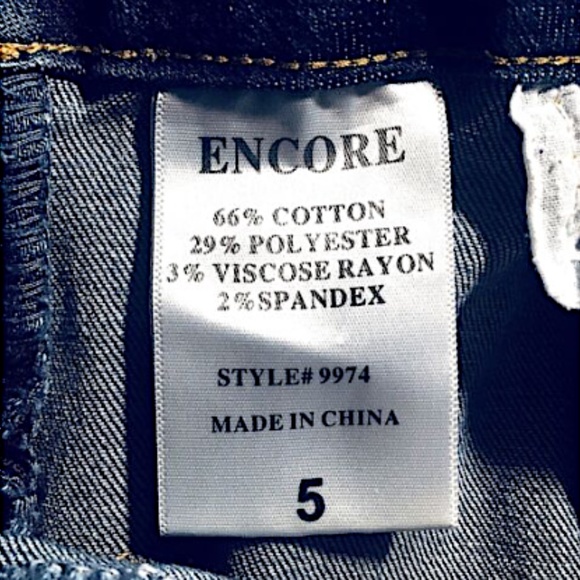 ENCORE
66% COTTON
29% POLYESTER
3% VISCOSE RAYON
2% SPANDEX
STYLE# 9974
MADE IN CHINA
5